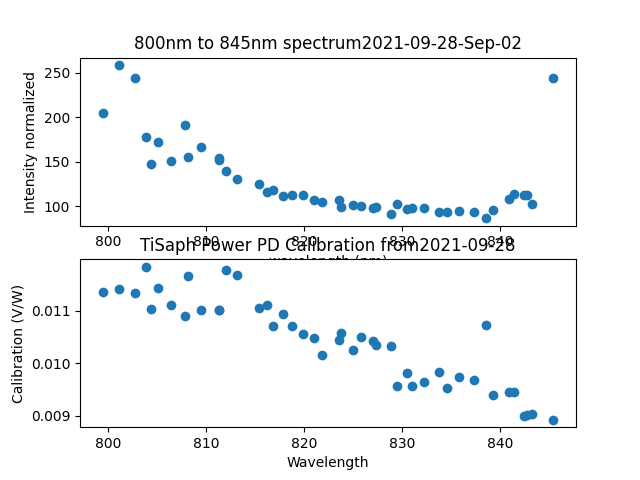 800nm to 845nm spectrum2021-09-28-Sep-02
Intensity normalized
250
200
150
100
800 810 820 830 840
wavelength (nm)
TiSaph Power PD Calibration from2021-09-28
Calibration (V/W)
0.011
0.010
0.009
800 810 820 830 840
Wavelength